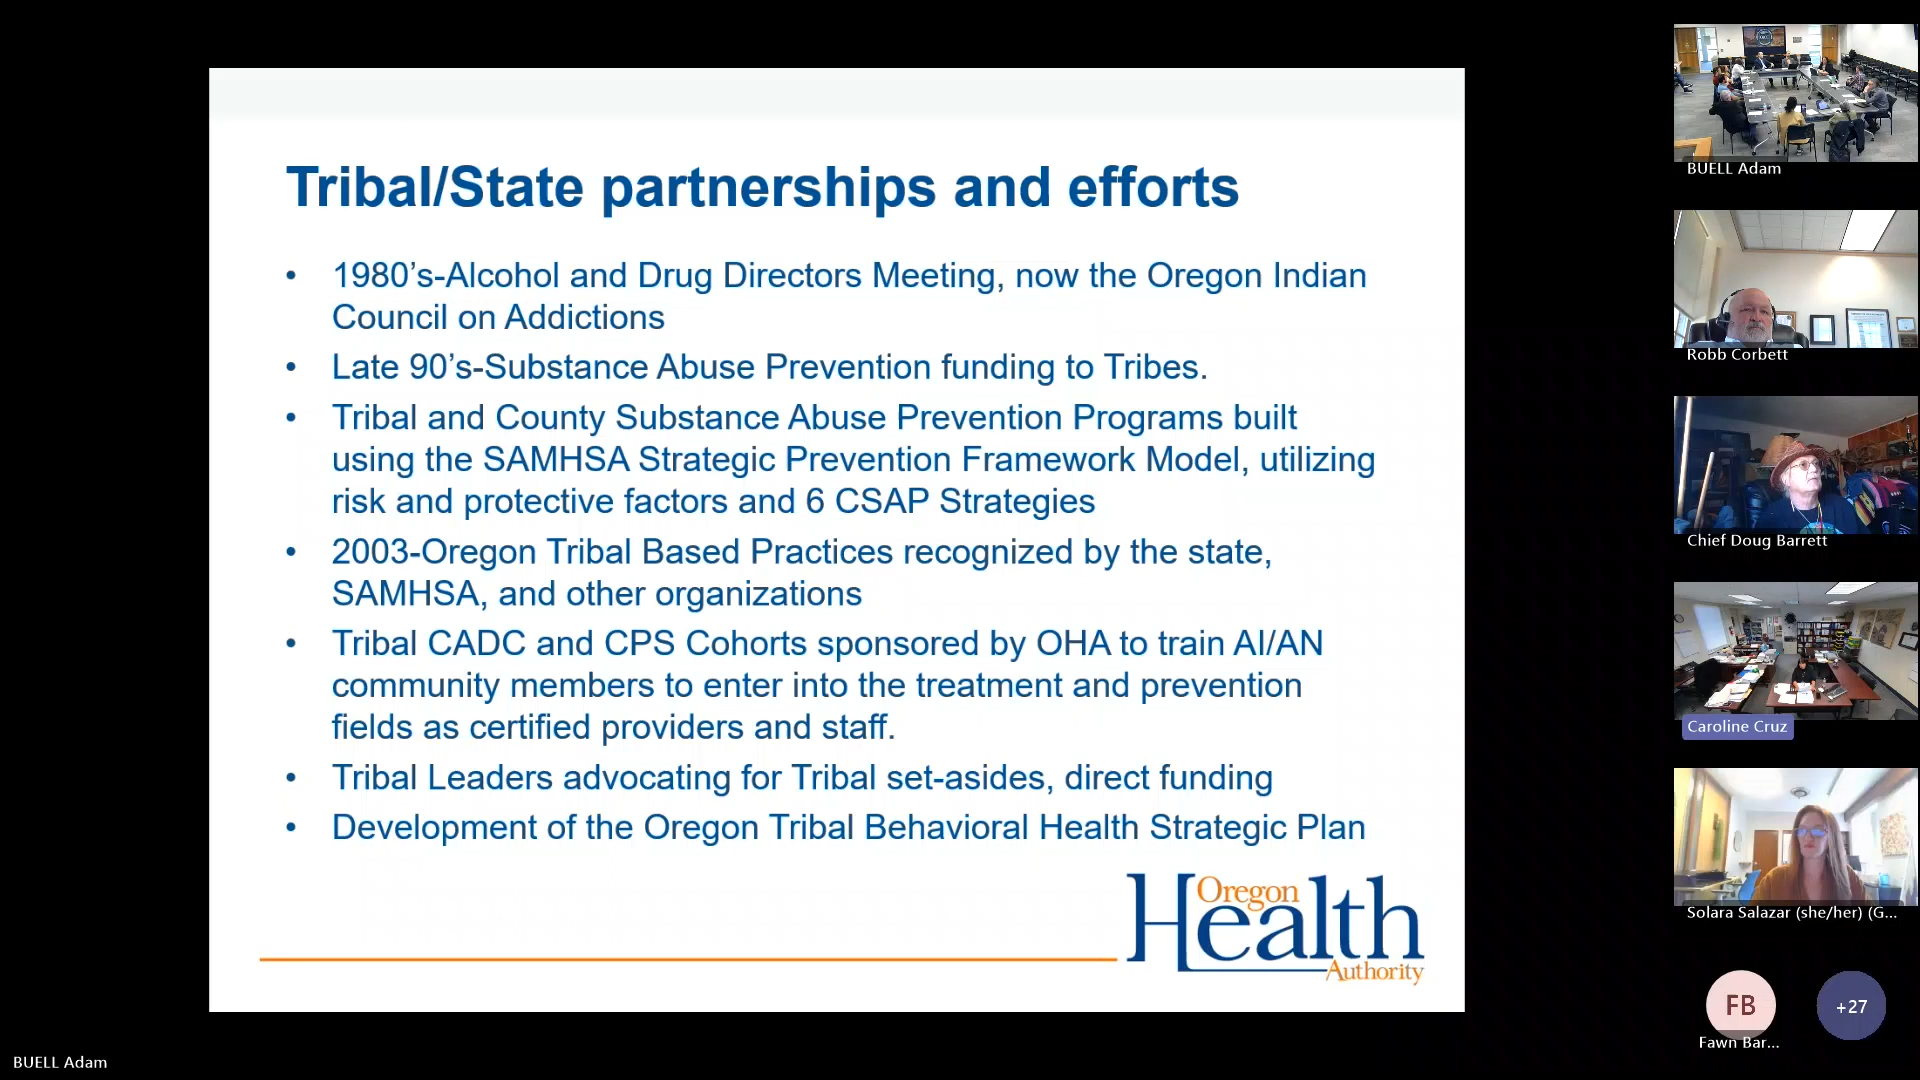 Tribal/State partnerships and efforts
• 1980’s-Alcohol and Drug Directors Meeting, now the Oregon Indian
Council on Addictions
• Late 90’s-Substance Abuse Prevention funding to Tribes.
• Tribal and County Substance Abuse Prevention Programs built
using the SAMHSA Strategic Prevention Framework Model, utilizing
risk and protective factors and 6 CSAP Strategies
• 2003-Oregon Tribal Based Practices recognized by the state,
SAMHSA, and other organizations
• Tribal CADC and CPS Cohorts sponsored by OHA to train AI/AN
community members to enter into the treatment and prevention
fields as certified providers and staff.
• Tribal Leaders advocating for Tribal set-asides, direct funding
• Development of the Oregon Tribal Behavioral Health Strategic Plan
Oregon
Health
Authority
BUELL Adam
Robb Corbett
Chief Doug Barrett
Caroline Cruz
Solara Salazar (she/her) (G...
FB
+27
Fawn Bar...
BUELL Adam